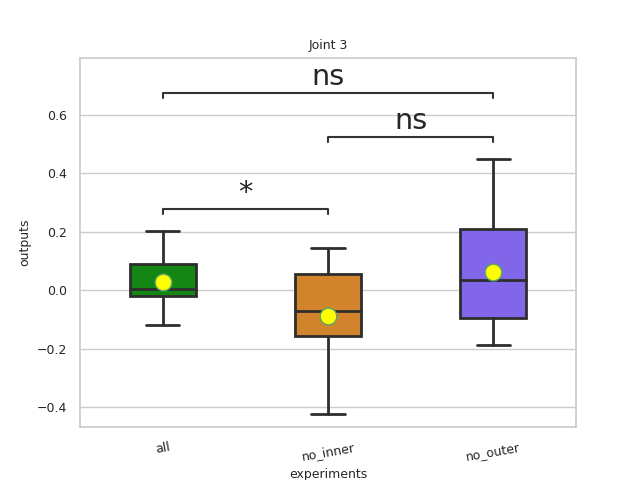 Joint 3
ns
ns
*
0.6
0.4
0.2
0.0
−0.2
−0.4
outputs
all
no_inner
no_outer
experiments